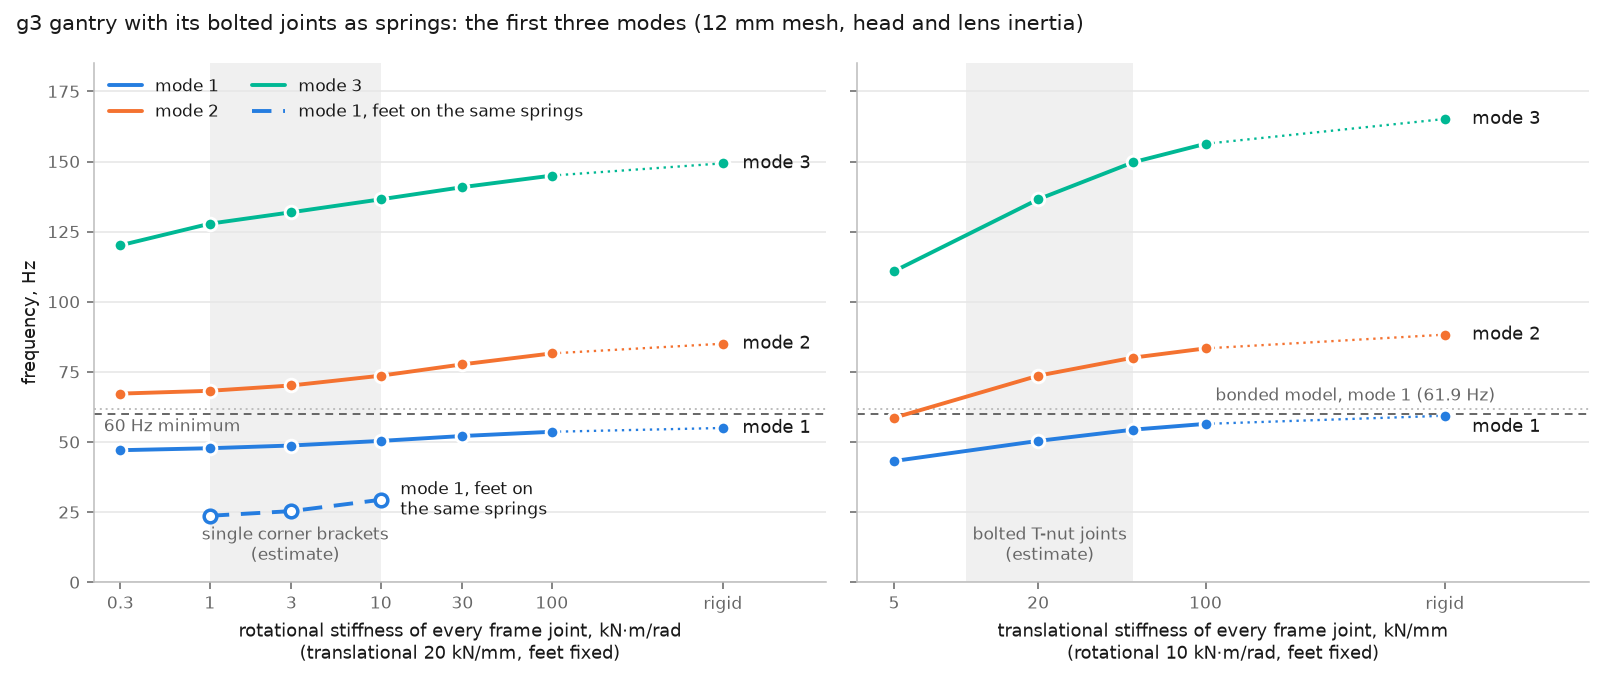 g3 gantry with its bolted joints as springs: the first three modes (12 mm mesh, head and lens inertia)
mode 1
mode 2
mode 3
mode 1, feet on the same springs
frequency, Hz
175
150
125
100
75
50
25
0
mode 3
mode 2
60 Hz minimum
mode 1
mode 1, feet on
the same springs
single corner brackets
(estimate)
0.3 1 3 10 30 100 rigid
rotational stiffness of every frame joint, kN·m/rad
(translational 20 kN/mm, feet fixed)
mode 3
mode 2
bonded model, mode 1 (61.9 Hz)
mode 1
bolted T-nut joints
(estimate)
5 20 100 rigid
translational stiffness of every frame joint, kN/mm
(rotational 10 kN·m/rad, feet fixed)